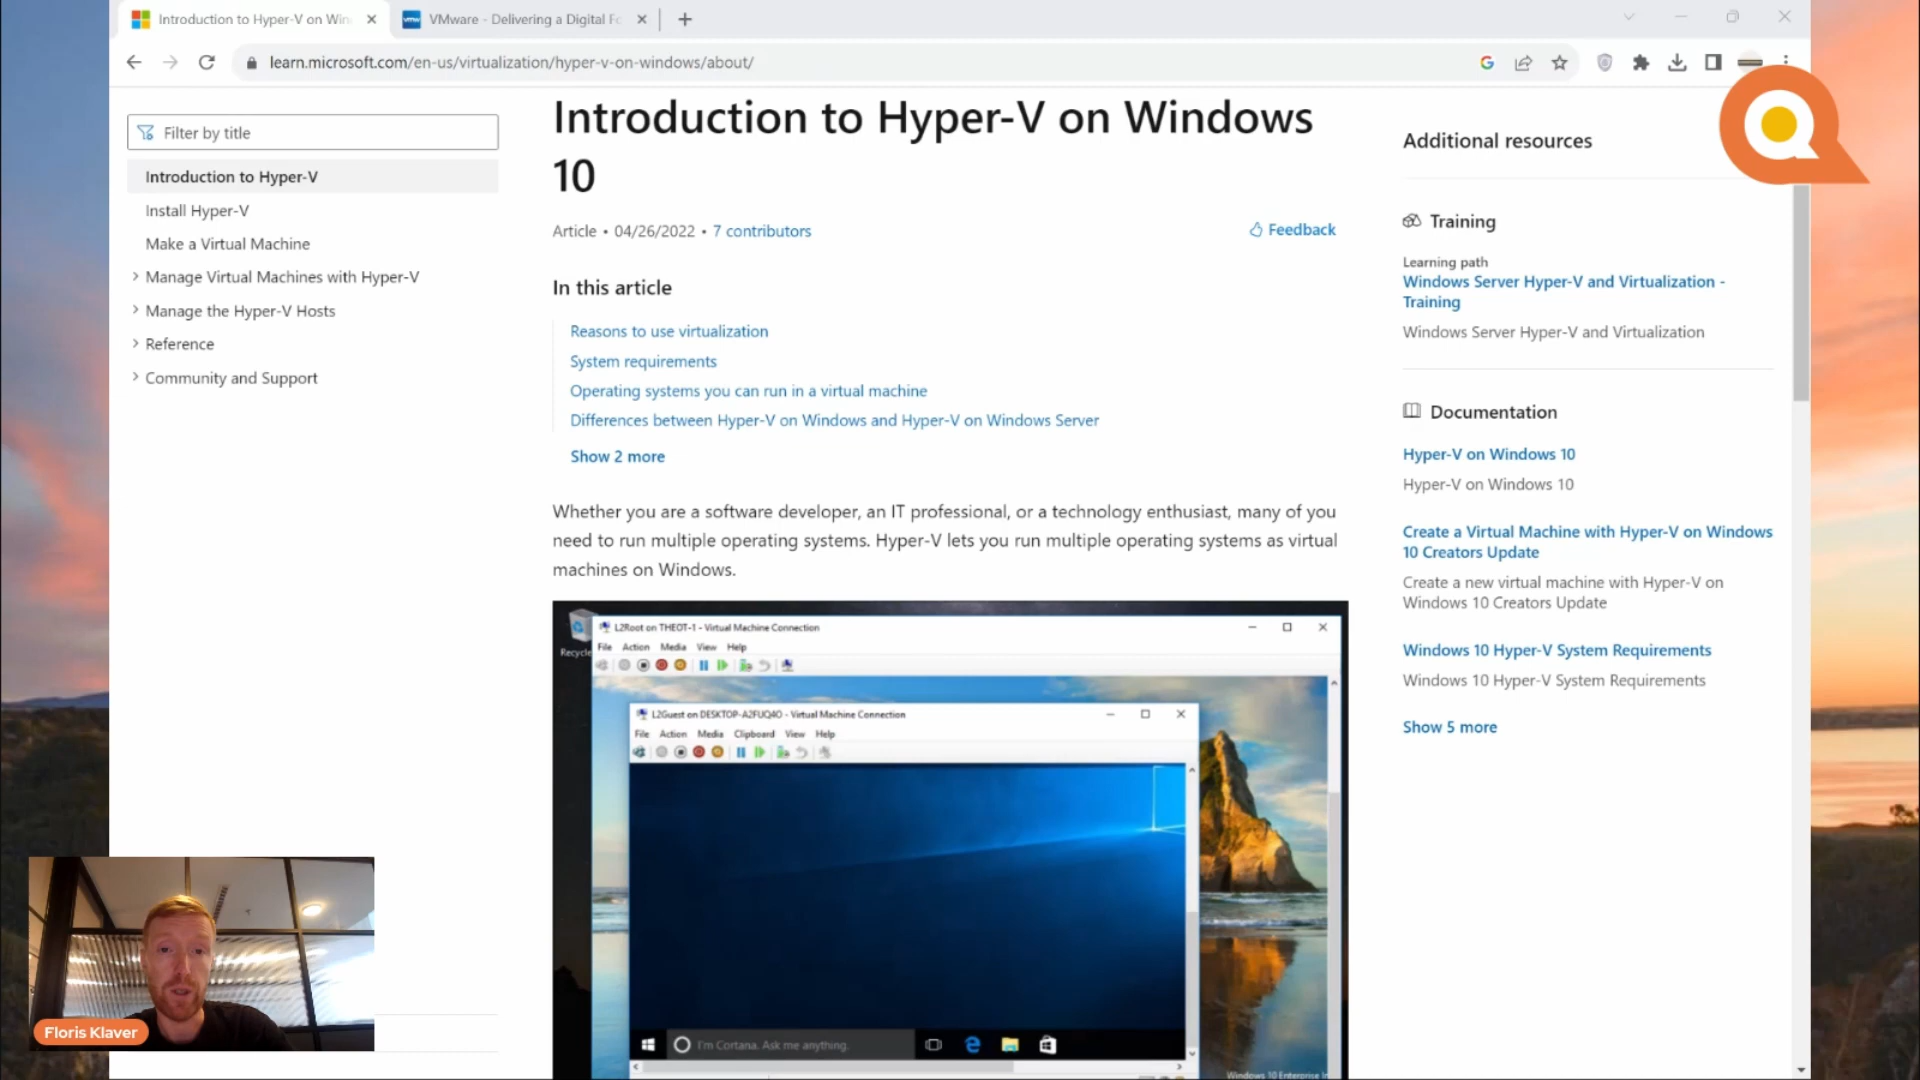 Introduction to Hyper-V on Win
VMware - Delivering a Digital Fo
learn.microsoft.com/en-us/virtualization/hyper-v-on-windows/about/
Filter by title
Introduction to Hyper-V
Install Hyper-V
Make a Virtual Machine
Manage Virtual Machines with Hyper-V
Manage the Hyper-V Hosts
Reference
Community and Support
Introduction to Hyper-V on Windows
10
Article • 04/26/2022 • 7 contributors
Feedback
In this article
Reasons to use virtualization
System requirements
Operating systems you can run in a virtual machine
Differences between Hyper-V on Windows and Hyper-V on Windows Server
Show 2 more
Whether you are a software developer, an IT professional, or a technology enthusiast, many of you
need to run multiple operating systems. Hyper-V lets you run multiple operating systems as virtual
machines on Windows.
Recycle
L2Root on THEOT-1 - Virtual Machine Connection
File Action Media View Help
L2Guest on DESKTOP-A2FUQ4O - Virtual Machine Connection
File Action Media Clipboard View Help
I'm Cortana. Ask me anything.
Windows 10 Enterprise In
Additional resources
Training
Learning path
Windows Server Hyper-V and Virtualization -
Training
Windows Server Hyper-V and Virtualization
Documentation
Hyper-V on Windows 10
Hyper-V on Windows 10
Create a Virtual Machine with Hyper-V on Windows
10 Creators Update
Create a new virtual machine with Hyper-V on
Windows 10 Creators Update
Windows 10 Hyper-V System Requirements
Windows 10 Hyper-V System Requirements
Show 5 more
Floris Klaver